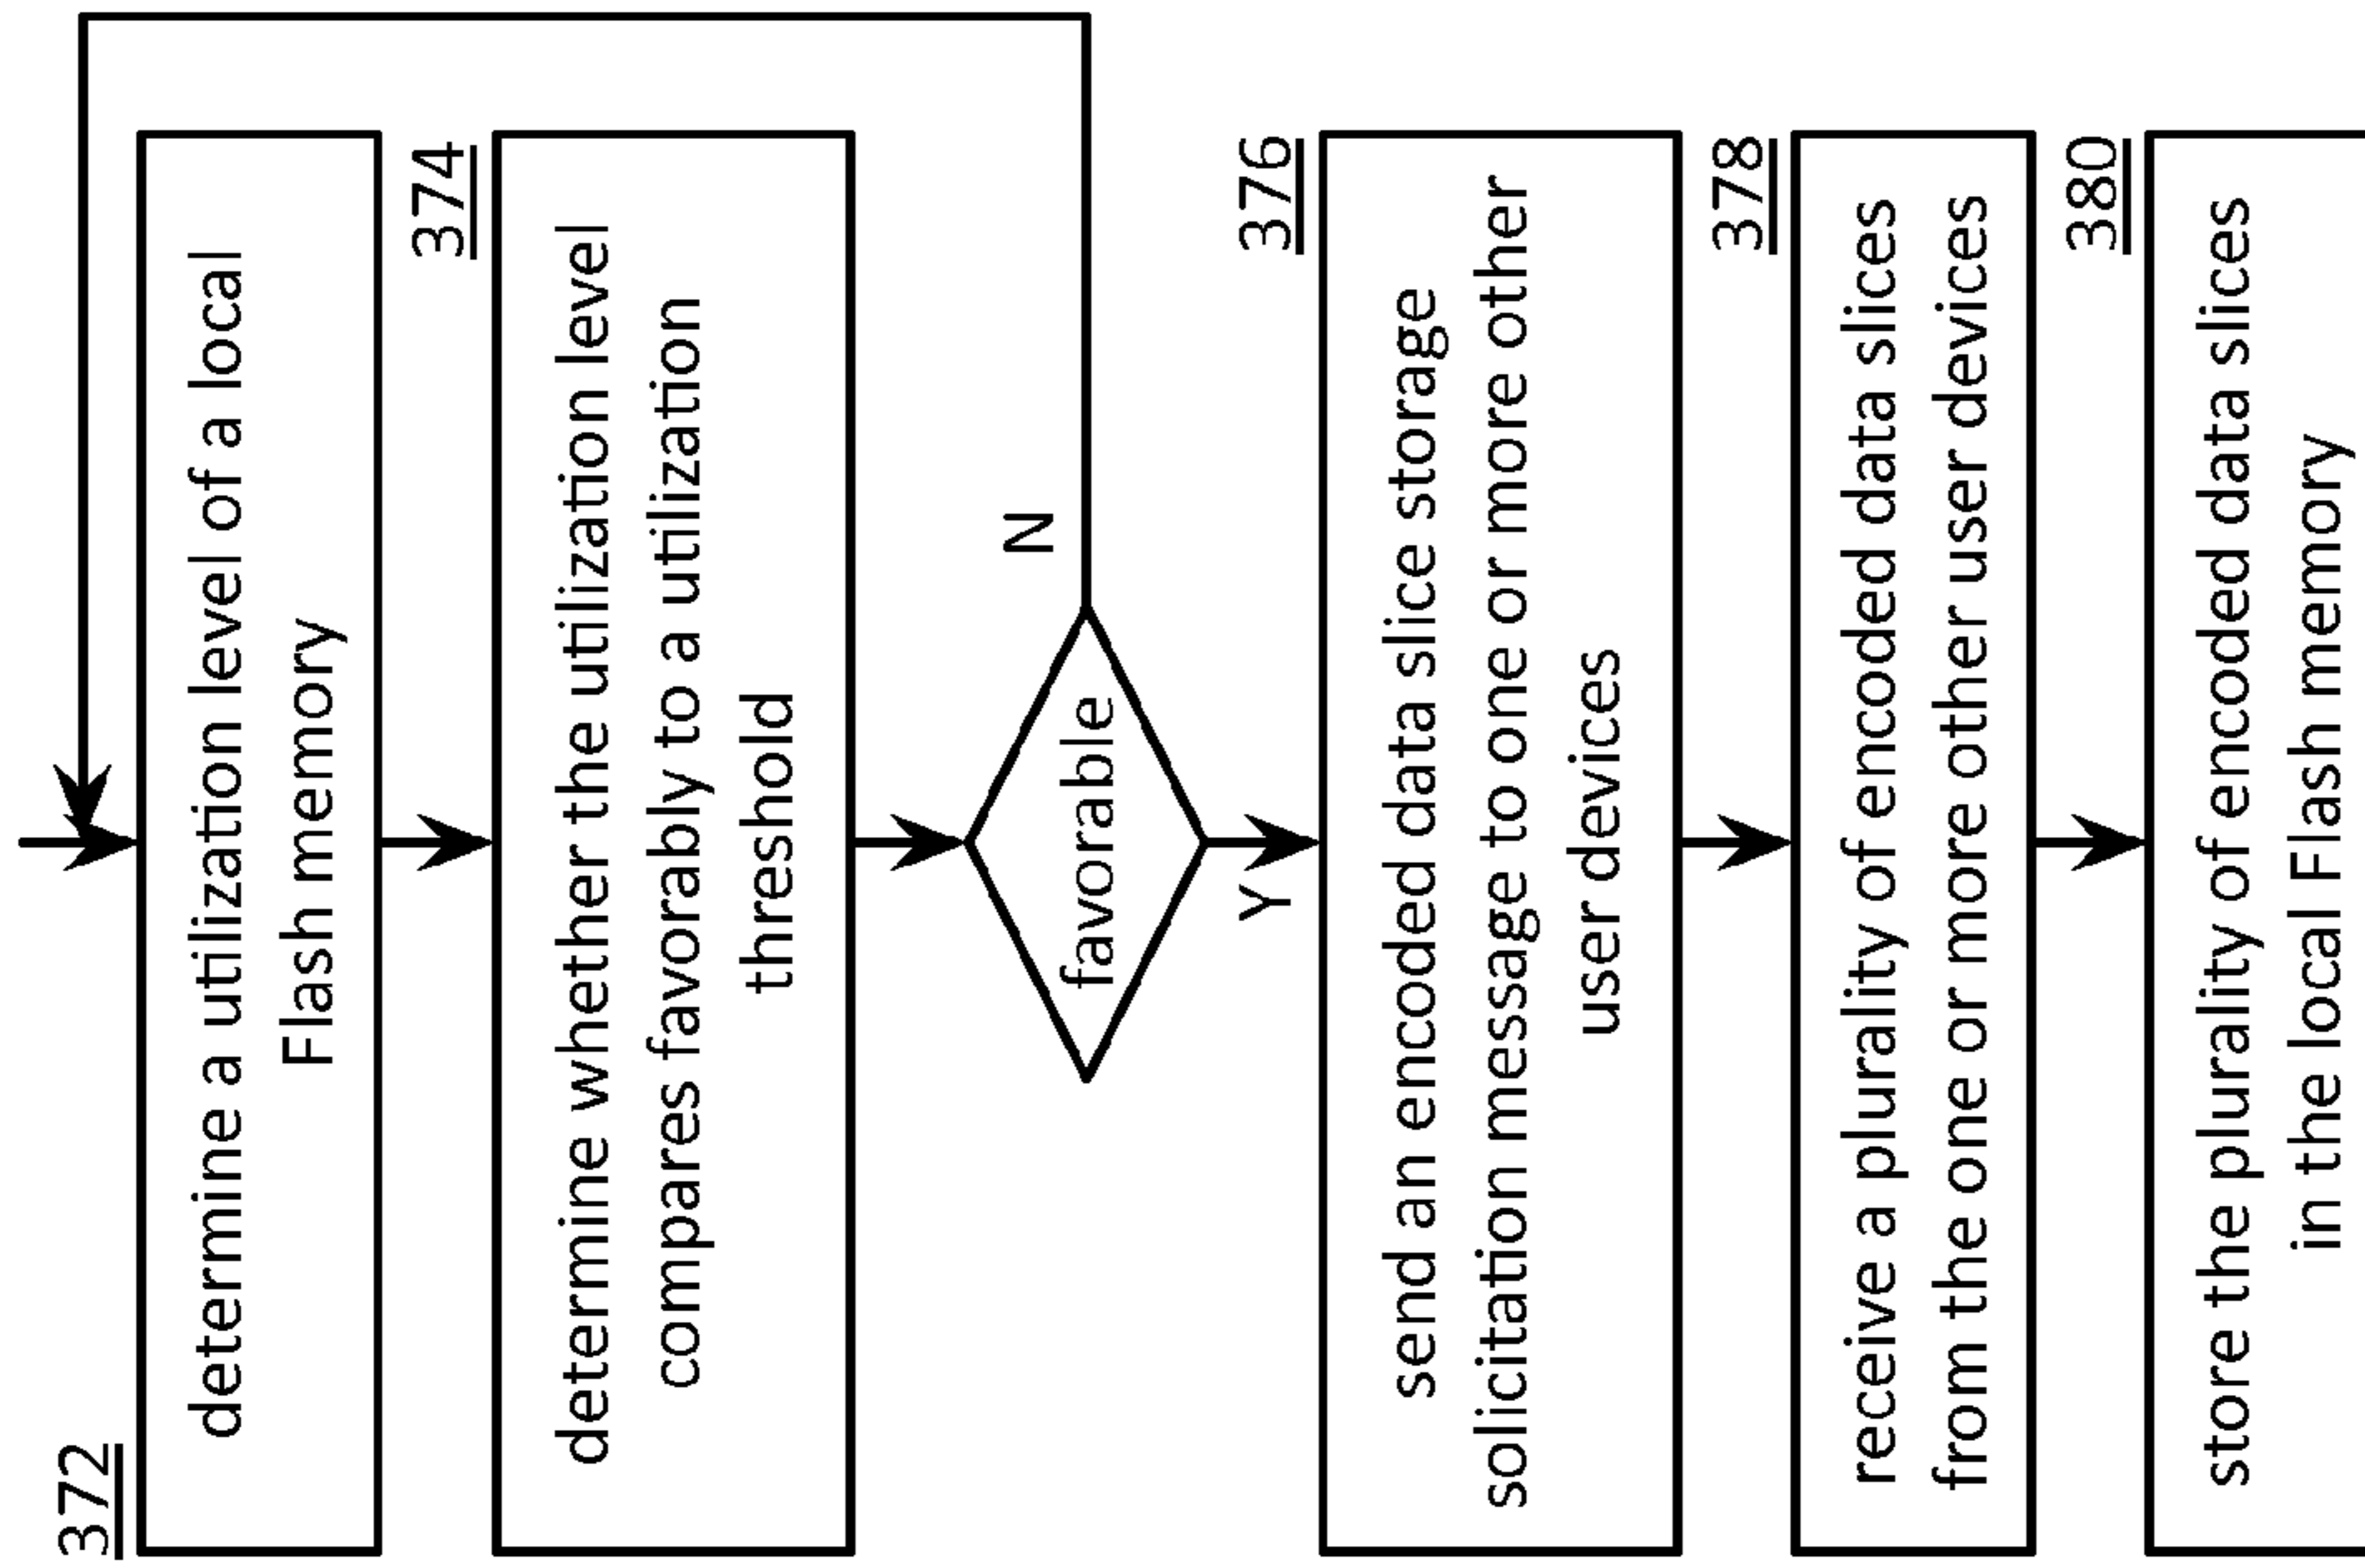 372
determine a utilization level of a local
Flash memory
374
determine whether the utilization level
compares favorably to a utilization
threshold
favorable
N
Y
376
send an encoded data slice storage
solicitation message to one or more other
user devices
378
receive a plurality of encoded data slices
from the one or more other user devices
380
store the plurality of encoded data slices
in the local Flash memory